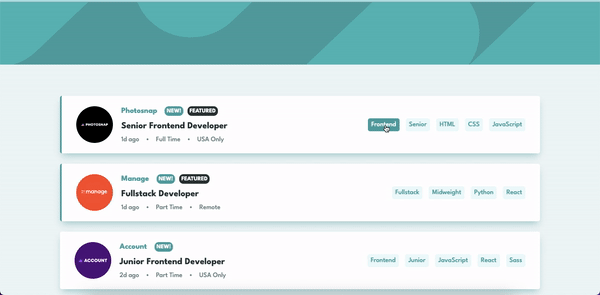 PHOTOSNAP
Photosnap NEW! FEATURED
Senior Frontend Developer
1d ago • Full Time • USA Only
Frontend Senior HTML CSS JavaScript
manage
Manage NEW! FEATURED
Fullstack Developer
1d ago • Part Time • Remote
Fullstack Midweight Python React
ACCOUNT
Account NEW!
Junior Frontend Developer
2d ago • Part Time • USA Only
Frontend Junior JavaScript React Sass